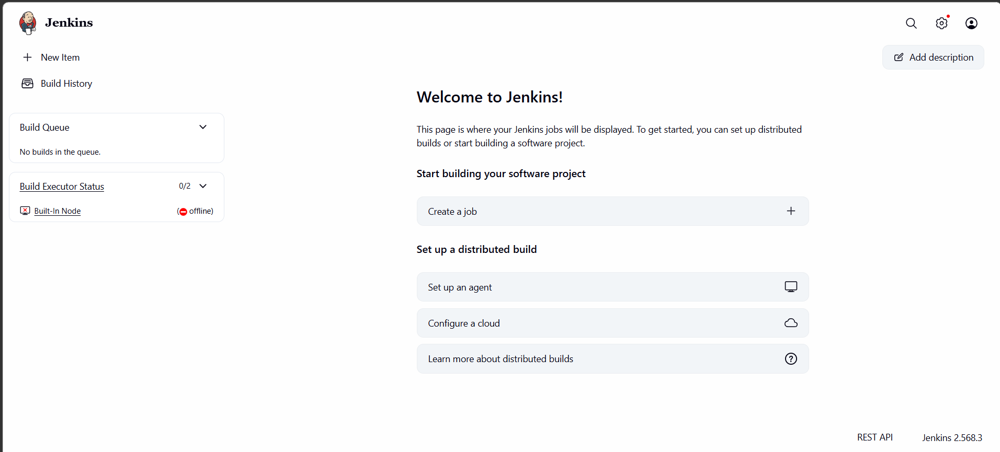 Jenkins
New Item
Add description
Build History
Welcome to Jenkins!
Build Queue
This page is where your Jenkins jobs will be displayed. To get started, you can set up distributed
builds or start building a software project.
No builds in the queue.
Start building your software project
Build Executor Status 0/2
Built-In Node (offline)
Create a job
Set up a distributed build
Set up an agent
Configure a cloud
Learn more about distributed builds
REST API Jenkins 2.568.3